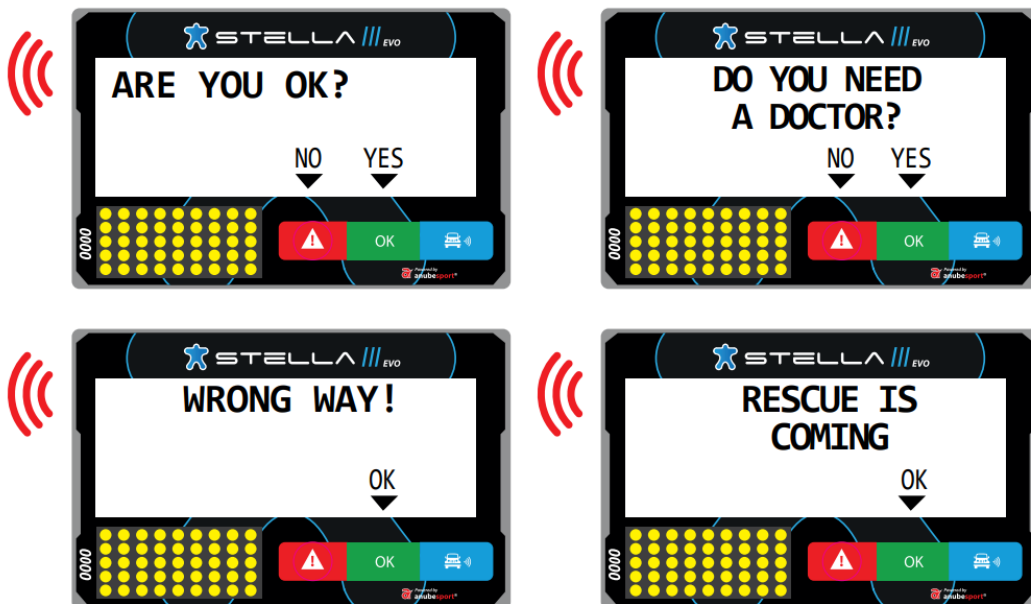 STELLA III EVO
ARE YOU OK?
NO YES
0000
OK
Powered by
anubesport
STELLA III EVO
DO YOU NEED
A DOCTOR?
NO YES
0000
OK
Powered by
anubesport
STELLA III EVO
WRONG WAY!
OK
0000
OK
Powered by
anubesport
STELLA III EVO
RESCUE IS
COMING
OK
0000
OK
Powered by
anubesport